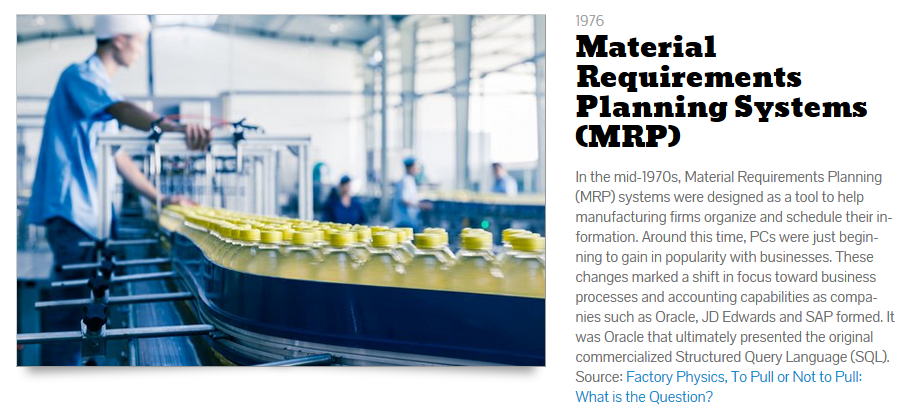 1976
Material
Requirements
Planning Systems
(MRP)
In the mid-1970s, Material Requirements Planning
(MRP) systems were designed as a tool to help
manufacturing firms organize and schedule their in-
formation. Around this time, PCs were just begin-
ning to gain in popularity with businesses. These
changes marked a shift in focus toward business
processes and accounting capabilities as compa-
nies such as Oracle, JD Edwards and SAP formed. It
was Oracle that ultimately presented the original
commercialized Structured Query Language (SQL).
Source: Factory Physics, To Pull or Not to Pull:
What is the Question?